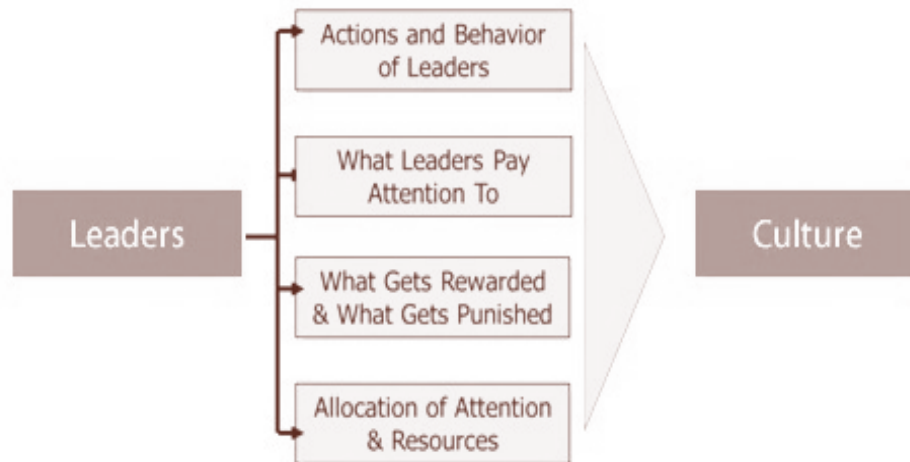 Actions and Behavior
of Leaders
What Leaders Pay
Attention To
Leaders
Culture
What Gets Rewarded
& What Gets Punished
Allocation of Attention
& Resources